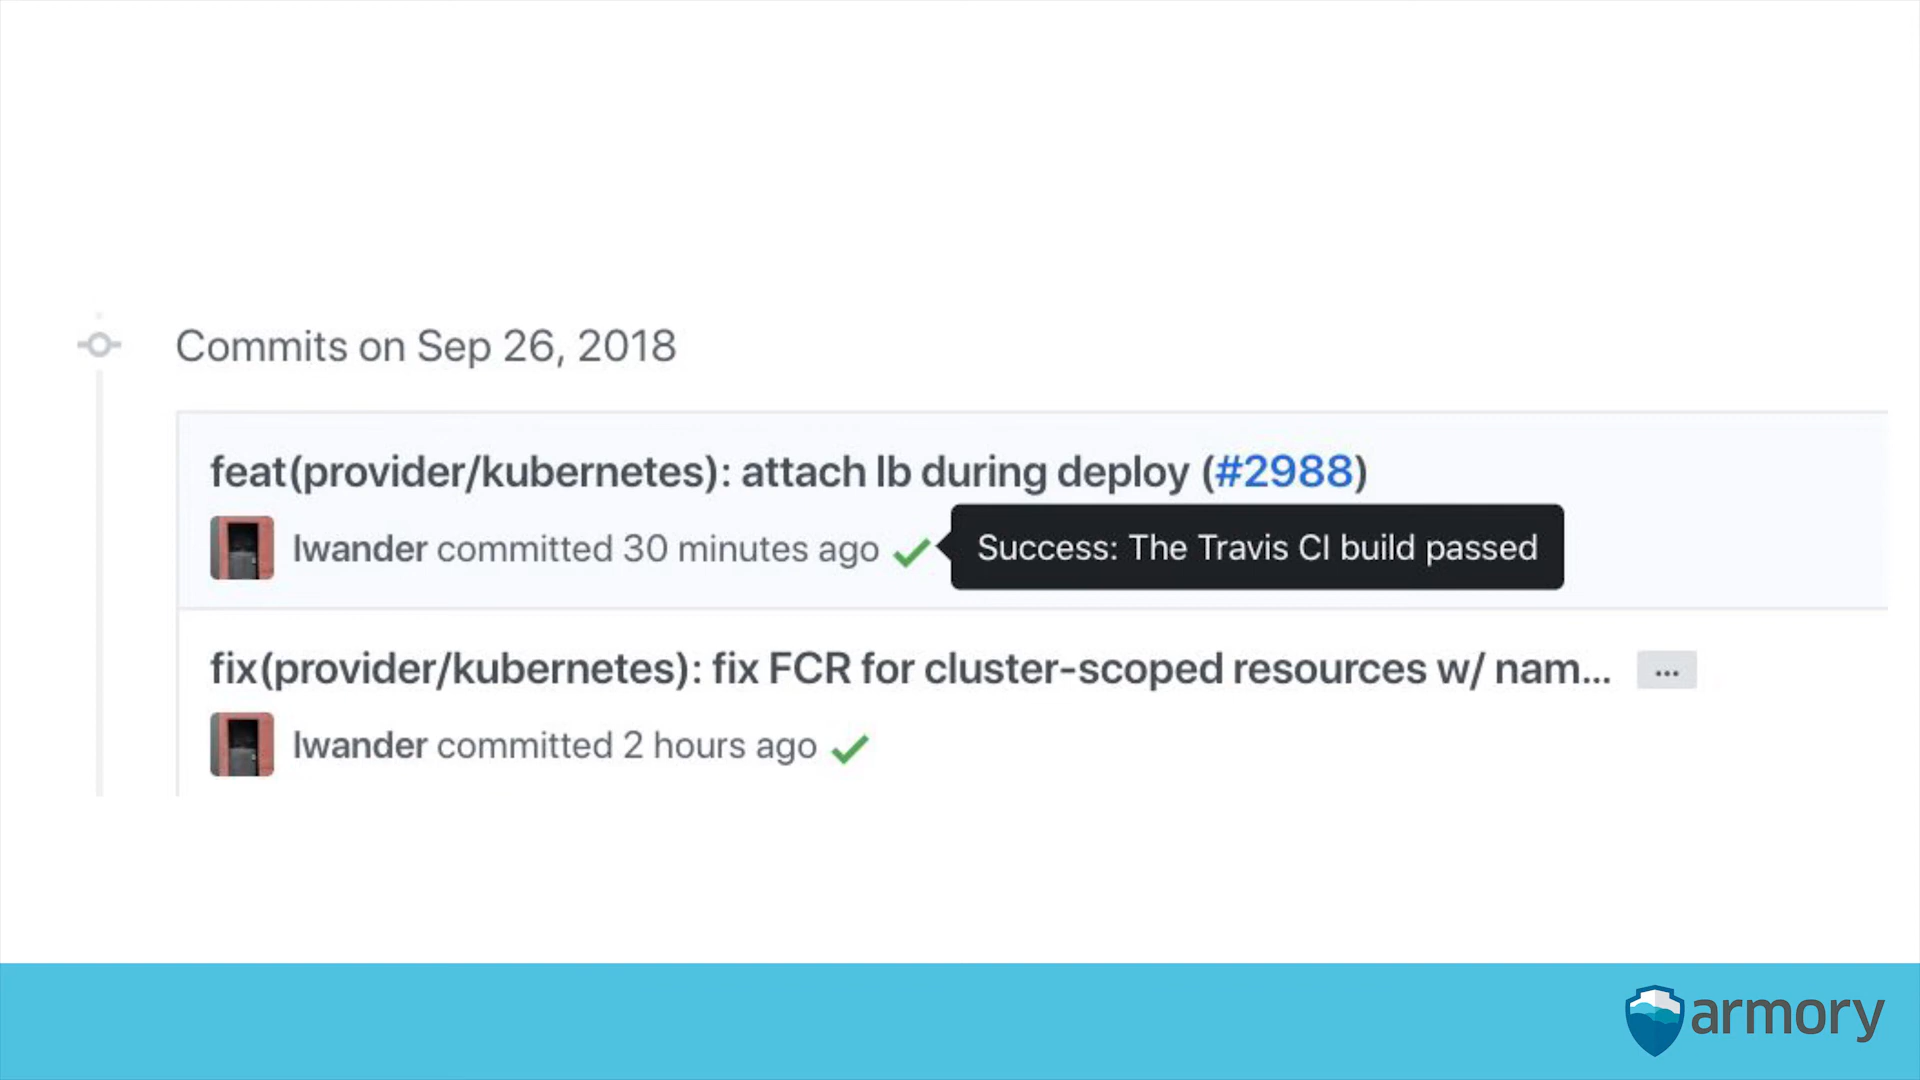 Commits on Sep 26, 2018
feat(provider/kubernetes): attach lb during deploy (#2988)
lwander committed 30 minutes ago
Success: The Travis CI build passed
fix(provider/kubernetes): fix FCR for cluster-scoped resources w/ nam...
...
lwander committed 2 hours ago
armory